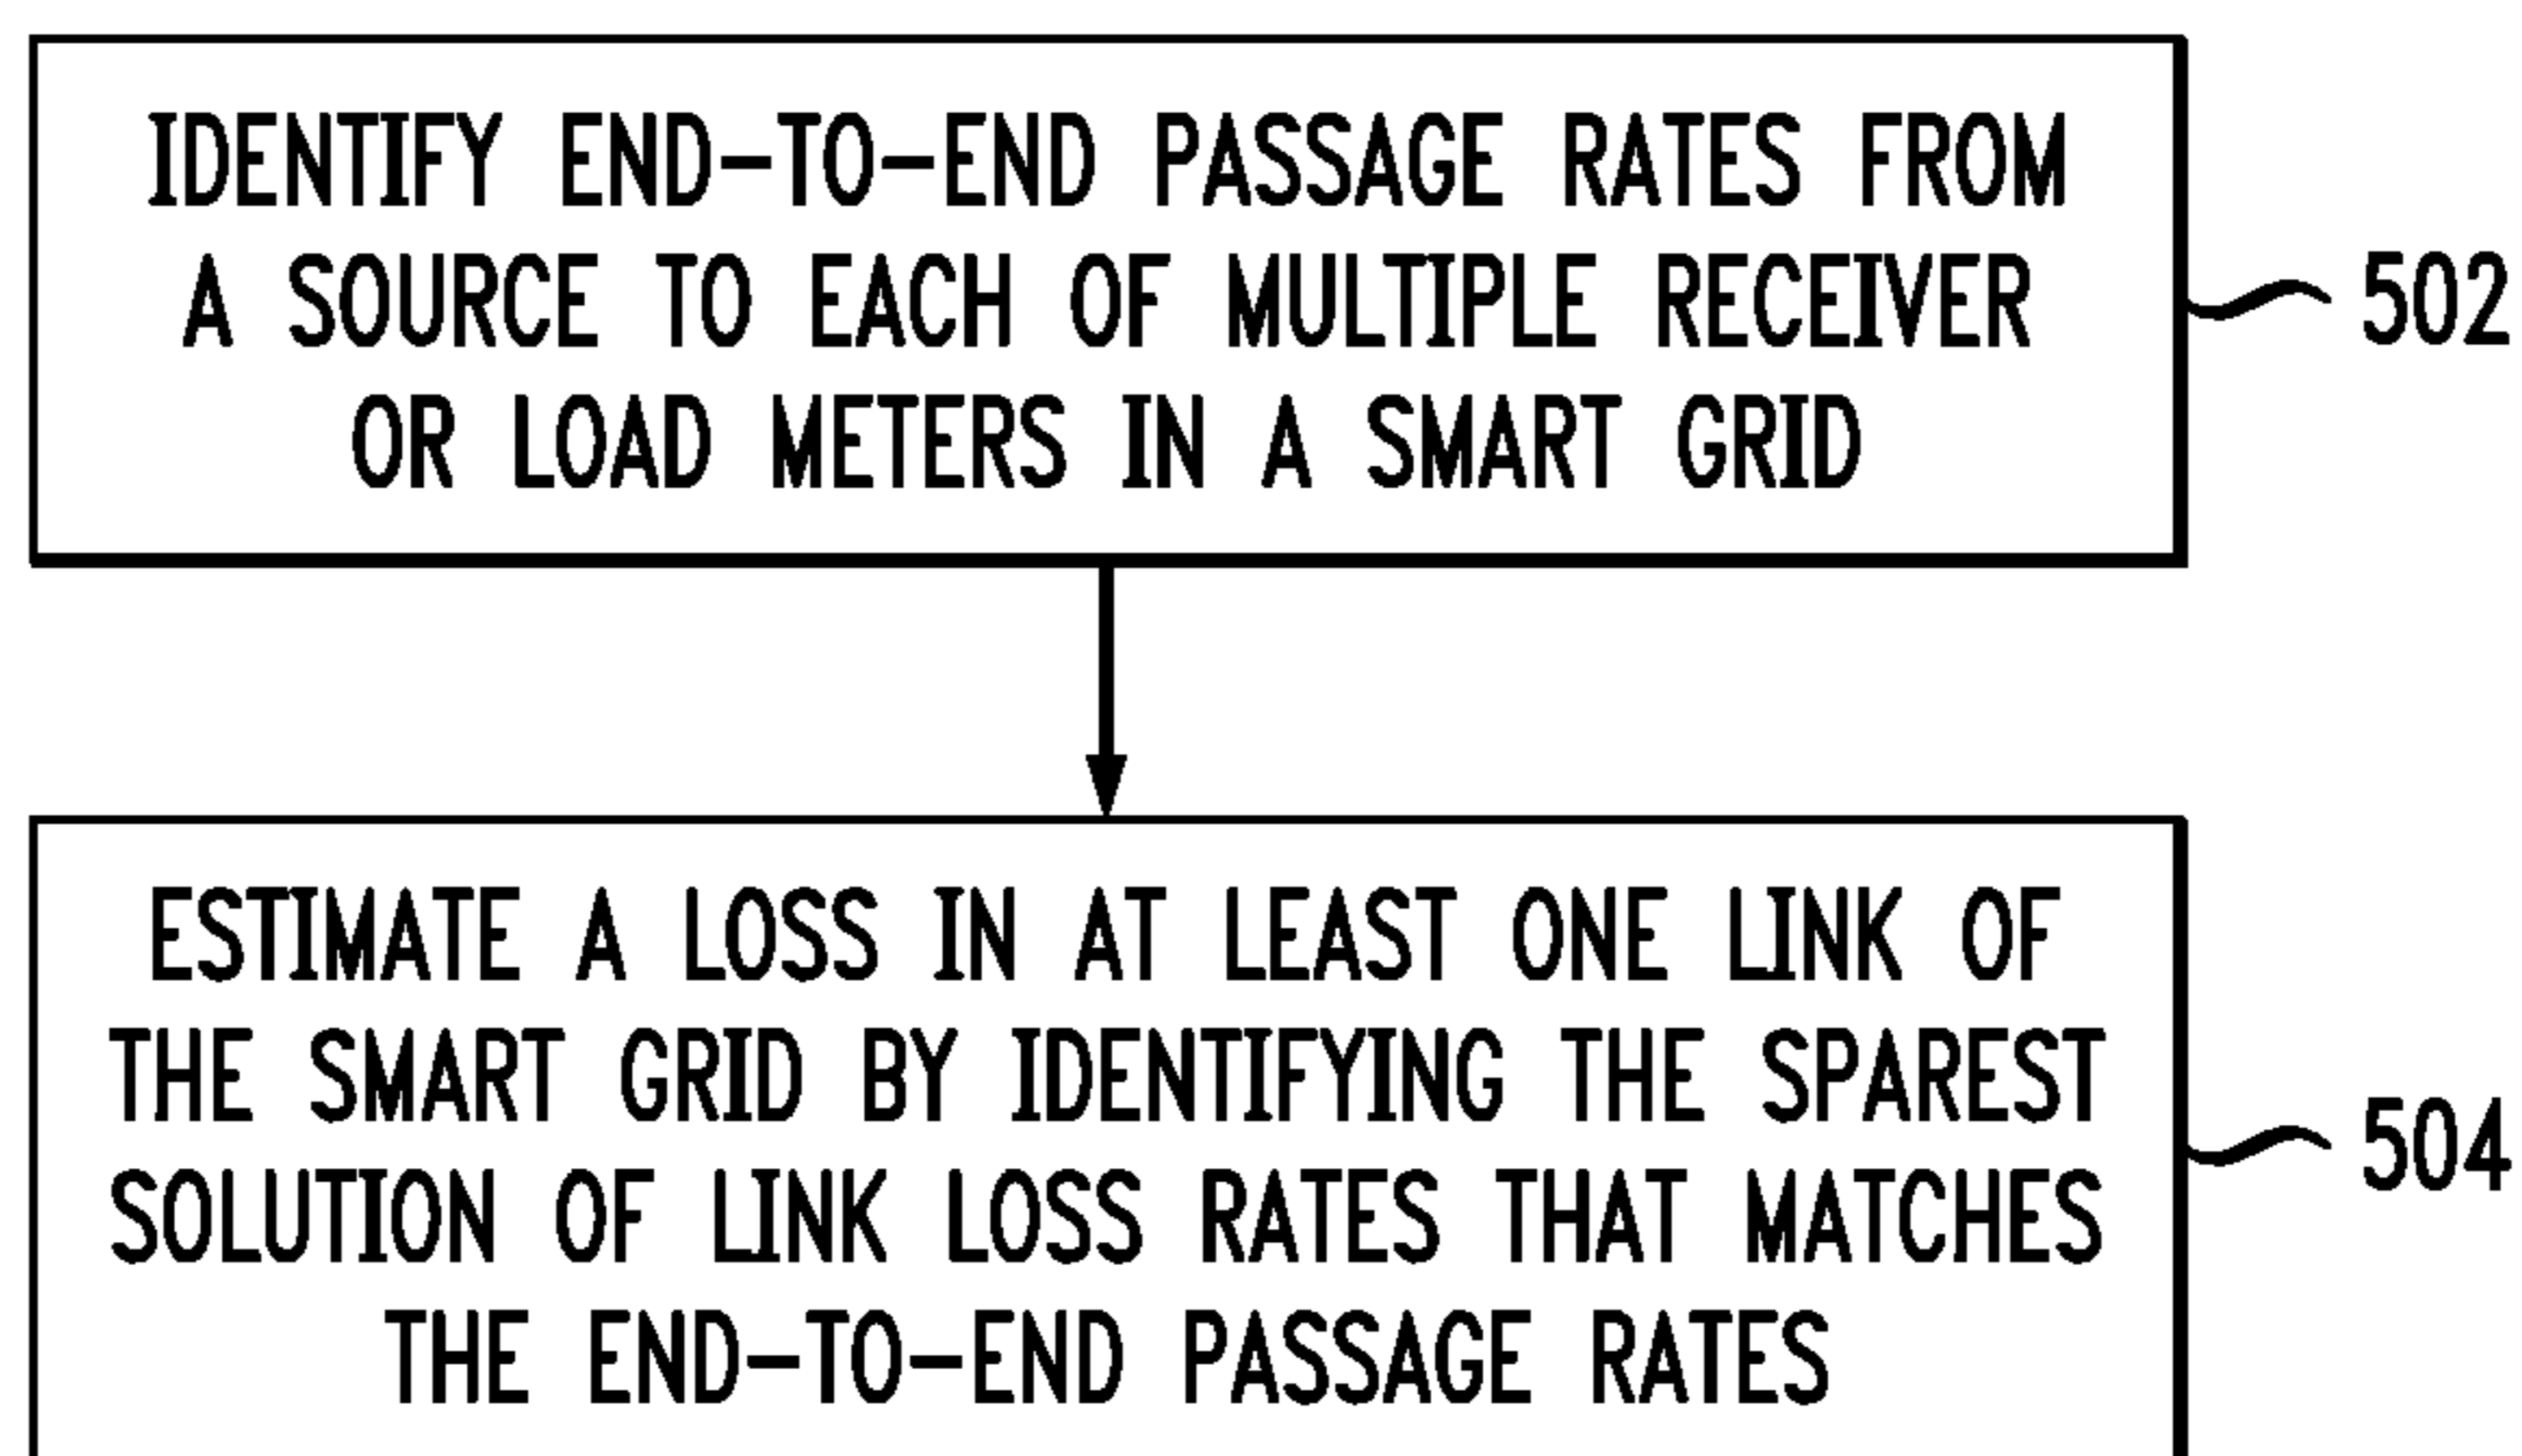 IDENTIFY END-TO-END PASSAGE RATES FROM
A SOURCE TO EACH OF MULTIPLE RECEIVER
OR LOAD METERS IN A SMART GRID
502
ESTIMATE A LOSS IN AT LEAST ONE LINK OF
THE SMART GRID BY IDENTIFYING THE SPAREST
SOLUTION OF LINK LOSS RATES THAT MATCHES
THE END-TO-END PASSAGE RATES
504